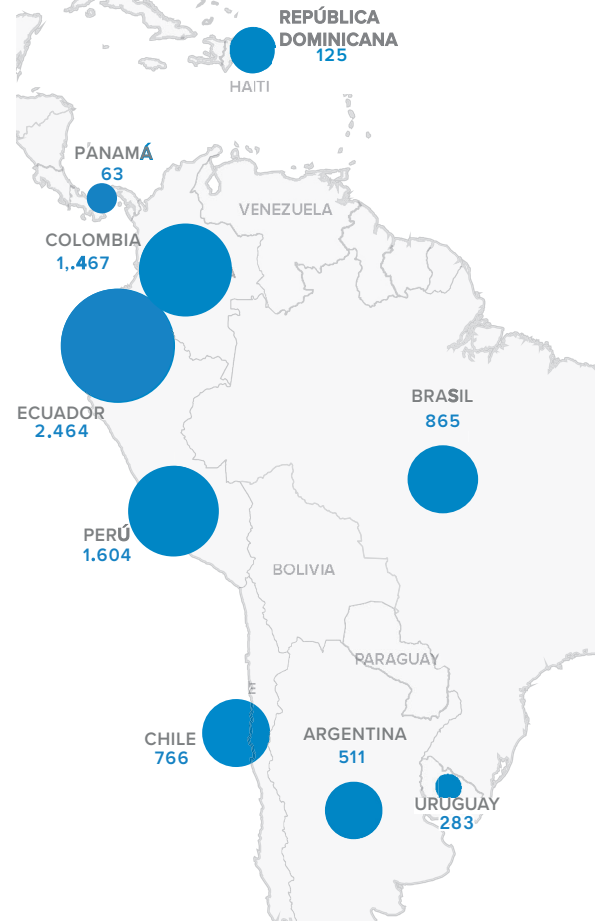 REPÚBLICA
DOMINICANA
125
HAITI
PANAMÁ
63
VENEZUELA
COLOMBIA
1,.467
ECUADOR
2.464
BRASIL
865
PERÚ
1.604
BOLIVIA
PARAGUAY
CHILE
766
ARGENTINA
511
URUGUAY
283